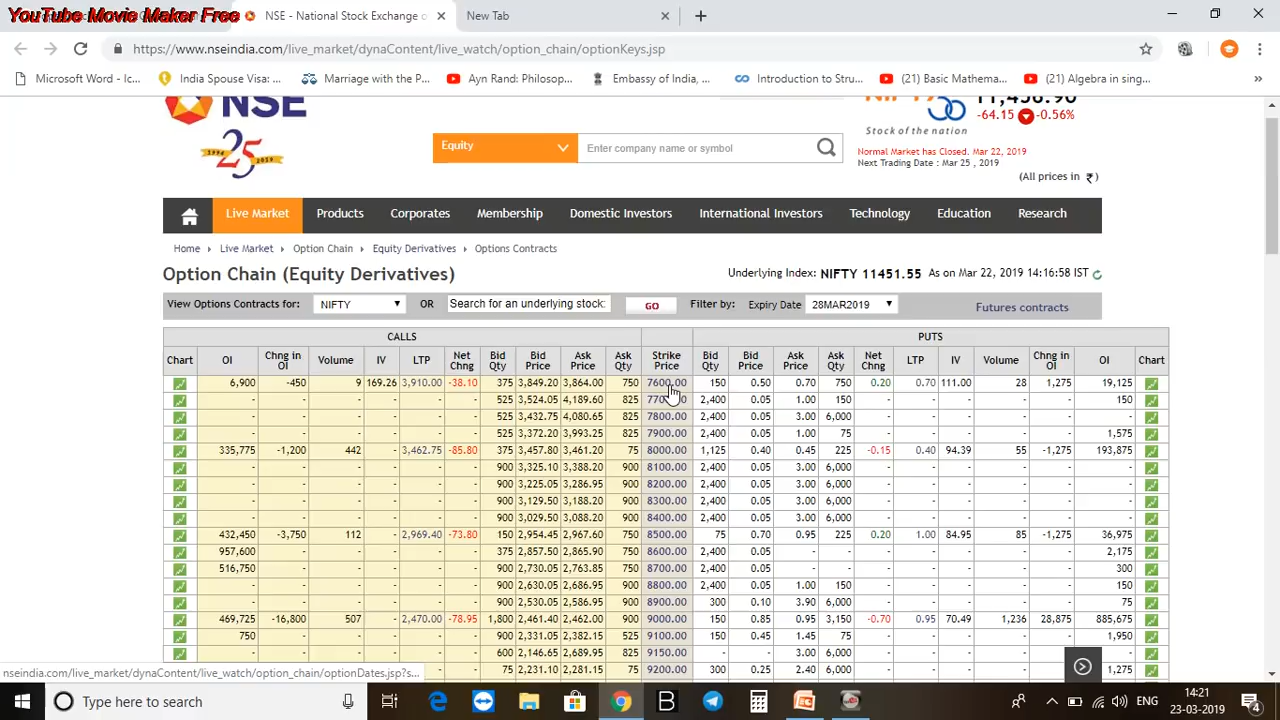 YouTube Movie Maker Free
NSE - National Stock Exchange o
New Tab
https://www.nseindia.com/live_market/dynaContent/live_watch/option_chain/optionKeys.jsp
Microsoft Word - Ic... India Spouse Visa: ... Marriage with the P... Ayn Rand: Philosop... Embassy of India, ... Introduction to Stru... (21) Basic Mathema... (21) Algebra in sing... »
NSE
25
-64.15 -0.56%
Stock of the nation
Normal Market has Closed. Mar 22, 2019
Next Trading Date : Mar 25 , 2019
(All prices in ₹)
Equity
Enter company name or symbol
Live Market Products Corporates Membership Domestic Investors International Investors Technology Education Research
Home Live Market Option Chain Equity Derivatives Options Contracts
Option Chain (Equity Derivatives)
Underlying Index: NIFTY 11451.55 As on Mar 22, 2019 14:16:58 IST
View Options Contracts for: NIFTY OR Search for an underlying stock: GO Filter by: Expiry Date 28MAR2019 Futures contracts
CALLS PUTS
Chart OI Chng in OI Volume IV LTP Net Chng Bid Qty Bid Price Ask Price Ask Qty Strike Price Bid Qty Bid Price Ask Price Ask Qty Net Chng LTP IV Volume Chng in OI OI Chart
6,900 -450 9 169.26 3,910.00 -38.10 375 3,849.20 3,864.00 750 7600.00 150 0.50 0.70 750 0.20 0.70 111.00 28 1,275 19,125
- - - - - - 525 3,524.05 4,189.60 825 2,400 0.05 1.00 150 - - - - - 150
- - - - - - 525 3,432.75 4,080.65 825 7800.00 2,400 0.05 3.00 6,000 - - - - - -
- - - - - - 525 3,372.20 3,993.25 825 7900.00 2,400 0.05 1.00 75 - - - - - 1,575
335,775 -1,200 442 - 3,462.75 -85.80 375 3,457.80 3,461.20 75 8000.00 1,125 0.40 0.45 225 -0.15 0.40 94.39 55 -1,275 193,875
- - - - - - 900 3,325.10 3,388.20 900 8100.00 2,400 0.05 3.00 6,000 - - - - - -
- - - - - - 900 3,225.05 3,286.95 900 8200.00 2,400 0.05 3.00 6,000 - - - - - -
- - - - - - 900 3,129.50 3,188.20 900 8300.00 2,400 0.05 3.00 6,000 - - - - - -
- - - - - - 900 3,029.50 3,088.20 900 8400.00 2,400 0.05 3.00 6,000 - - - - - -
432,450 -3,750 112 - 2,969.40 -73.80 150 2,954.45 2,967.60 750 8500.00 75 0.70 0.95 225 0.20 1.00 84.95 85 -1,275 36,975
957,600 - - - - - 375 2,857.50 2,865.90 750 8600.00 2,400 0.05 - - - - - - - 2,175
516,750 - - - - - 750 2,730.05 2,763.85 750 8700.00 2,400 0.05 - - - - - - - 300
- - - - - - 900 2,630.05 2,686.95 900 8800.00 2,400 0.05 1.00 150 - - - - - 150
- - - - - - 900 2,530.05 2,586.95 900 8900.00 300 0.10 3.90 6,000 - - - - - 75
469,725 -16,800 507 - 2,470.00 -78.95 1,800 2,461.40 2,462.00 750 9000.00 150 0.85 0.95 3,150 -0.70 0.95 70.49 1,236 28,875 885,675
750 - - - - - 900 2,331.05 2,382.15 525 9100.00 150 0.45 1.45 75 - - - - - 1,950
- - - - - - 600 2,146.65 2,689.95 825 9150.00 - - 3.00 6,000 - - - - - -
- - - - 75 2,231.10 2,281.15 825 9200.00 300 0.25 2.40 6,000 - - - - 1,275
nseindia.com/live_market/dynaContent/live_watch/option_chain/optionDates.jsp?s...
Type here to search
ENG
14:21
23-03-2019
4